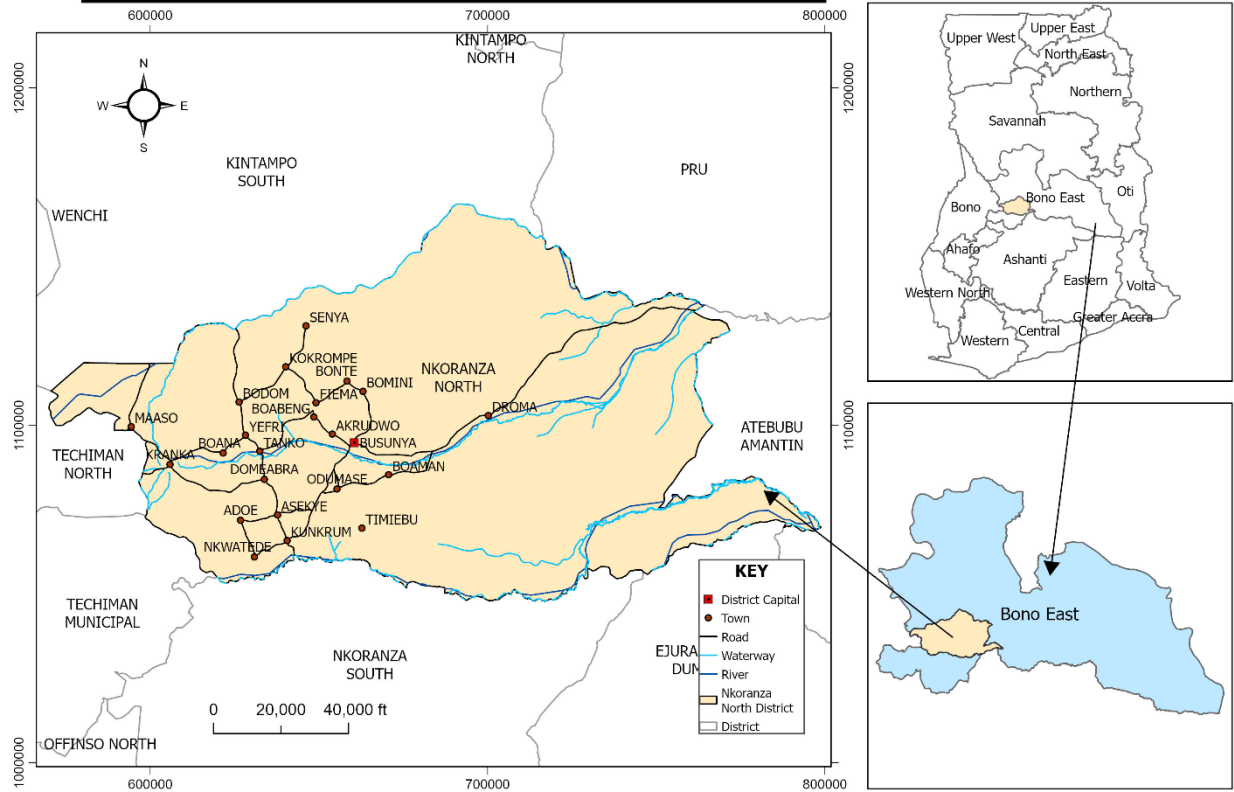 600000
700000
800000
KINTAMPO
NORTH
N
W
E
S
1200000
1200000
KINTAMPO
SOUTH
PRU
WENCHI
SENYA
KOKROMPE
BONTE
BOMINI
NKORANZA
NORTH
BODOM
FIEMA
BOABENG
DROMA
MAASO
YEFRI
AKRUDWO
1100000
1100000
BOANA
TANKO
BUSUNYA
ATEBUBU
AMANTIN
TECHIMAN
NORTH
KRANKA
DOMEABRA
BOAMAN
ODUMASE
ADOE
ASEKYE
TIMIEBU
KUNKRUM
NKWATEDE
TECHIMAN
MUNICIPAL
NKORANZA
SOUTH
EJURA
DUM
0 20,000 40,000 ft
OFFINSO NORTH
1000000
1000000
600000
700000
800000
KEY
District Capital
Town
Road
Waterway
River
Nkoranza
North District
District
Upper West
Upper East
North East
Northern
Savannah
Bono
Bono East
Oti
Ahafo
Ashanti
Eastern
Volta
Western North
Greater Accra
Central
Western
Bono East